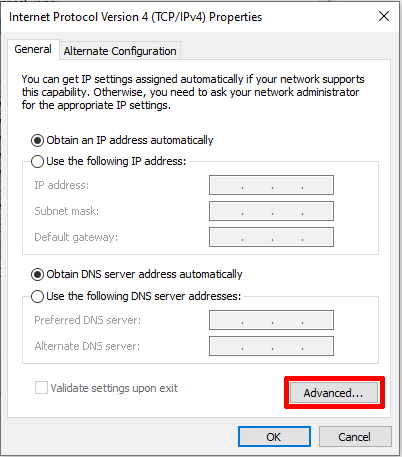 Internet Protocol Version 4 (TCP/IPv4) Properties
General
Alternate Configuration
You can get IP settings assigned automatically if your network supports
this capability. Otherwise, you need to ask your network administrator
for the appropriate IP settings.
Obtain an IP address automatically
Use the following IP address:
IP address:
Subnet mask:
Default gateway:
Obtain DNS server address automatically
Use the following DNS server addresses:
Preferred DNS server:
Alternate DNS server:
Validate settings upon exit
Advanced...
OK
Cancel